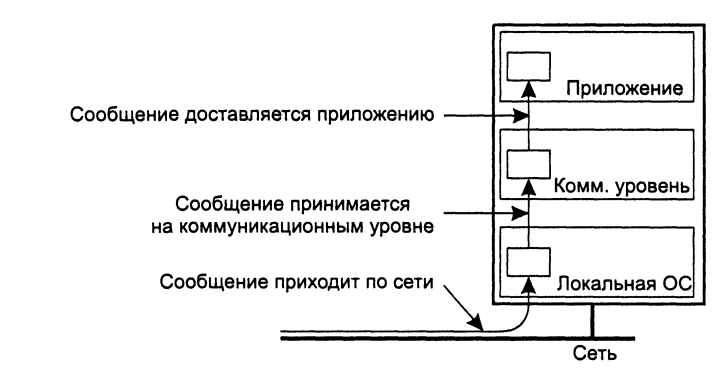 Приложение
Сообщение доставляется приложению
Комм. уровень
Сообщение принимается
на коммуникационным уровне
Сообщение приходит по сети
Локальная ОС
Сеть